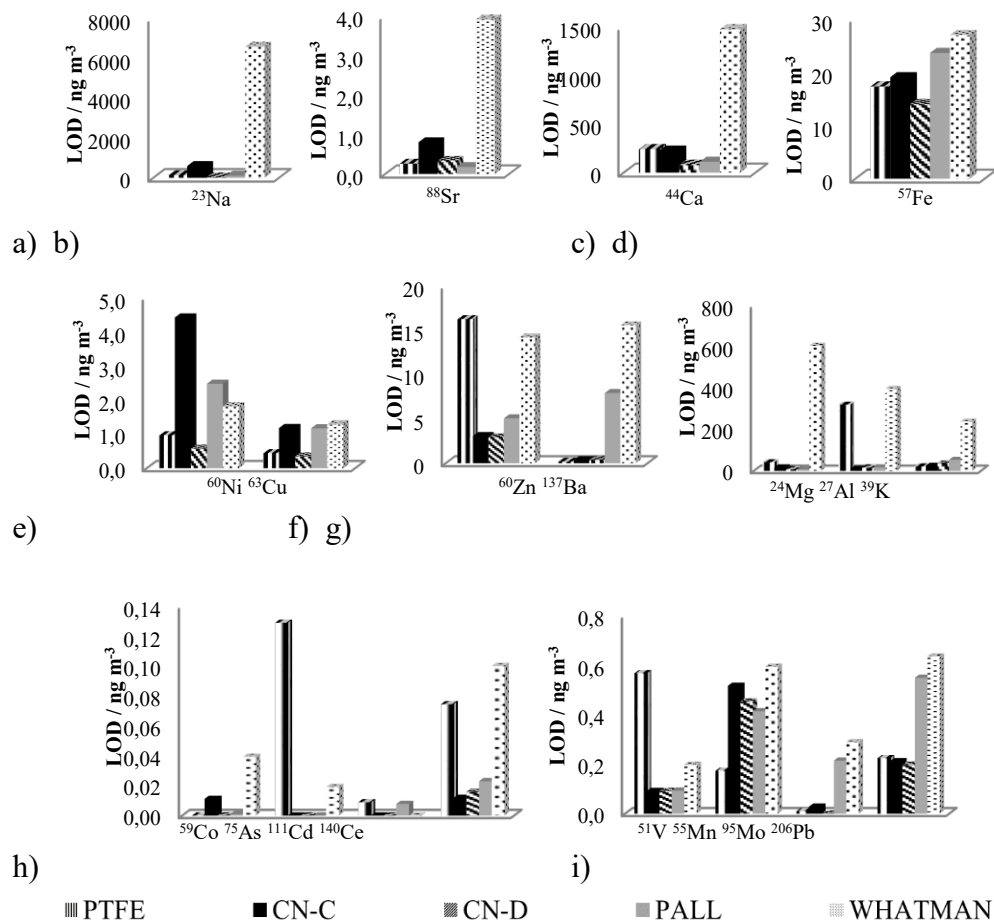 8000
6000
4000
2000
0
LOD / ng m⁻³
²³Na
4,0
3,0
2,0
1,0
0,0
LOD / ng m⁻³
⁸⁸Sr
1500
1000
500
0
LOD / ng m⁻³
⁴⁴Ca
30
20
10
0
LOD / ng m⁻³
⁵⁷Fe
a) b) c) d)
5,0
4,0
3,0
2,0
1,0
0,0
LOD / ng m⁻³
⁶⁰Ni ⁶³Cu
20
15
10
5
0
LOD / ng m⁻³
⁶⁰Zn ¹³⁷Ba
800
600
400
200
0
LOD / ng m⁻³
²⁴Mg ²⁷Al ³⁹K
e) f) g)
0,14
0,12
0,10
0,08
0,06
0,04
0,02
0,00
LOD / ng m⁻³
⁵⁹Co ⁷⁵As ¹¹¹Cd ¹⁴⁰Ce
0,8
0,6
0,4
0,2
0,0
LOD / ng m⁻³
⁵¹V ⁵⁵Mn ⁹⁵Mo ²⁰⁶Pb
h) i)
PTFE CN-C CN-D PALL WHATMAN